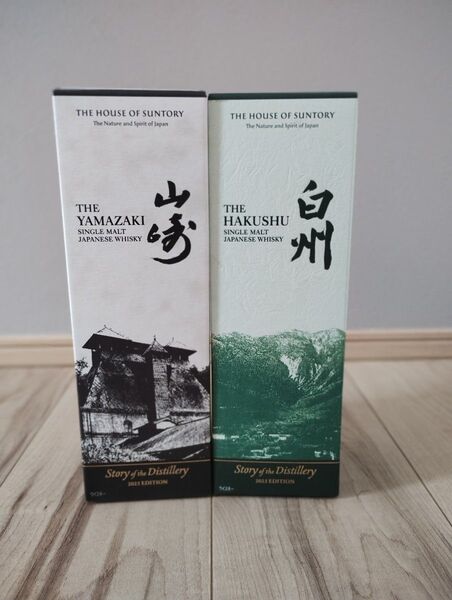 THE HOUSE OF SUNTORY
The Nature and Spirit of Japan
THE
YAMAZAKI
SINGLE MALT
JAPANESE WHISKY
山崎
Story of the Distillery
2023 EDITION
THE HOUSE OF SUNTORY
The Nature and Spirit of Japan
THE
HAKUSHU
SINGLE MALT
JAPANESE WHISKY
白州
Story of the Distillery
2023 EDITION